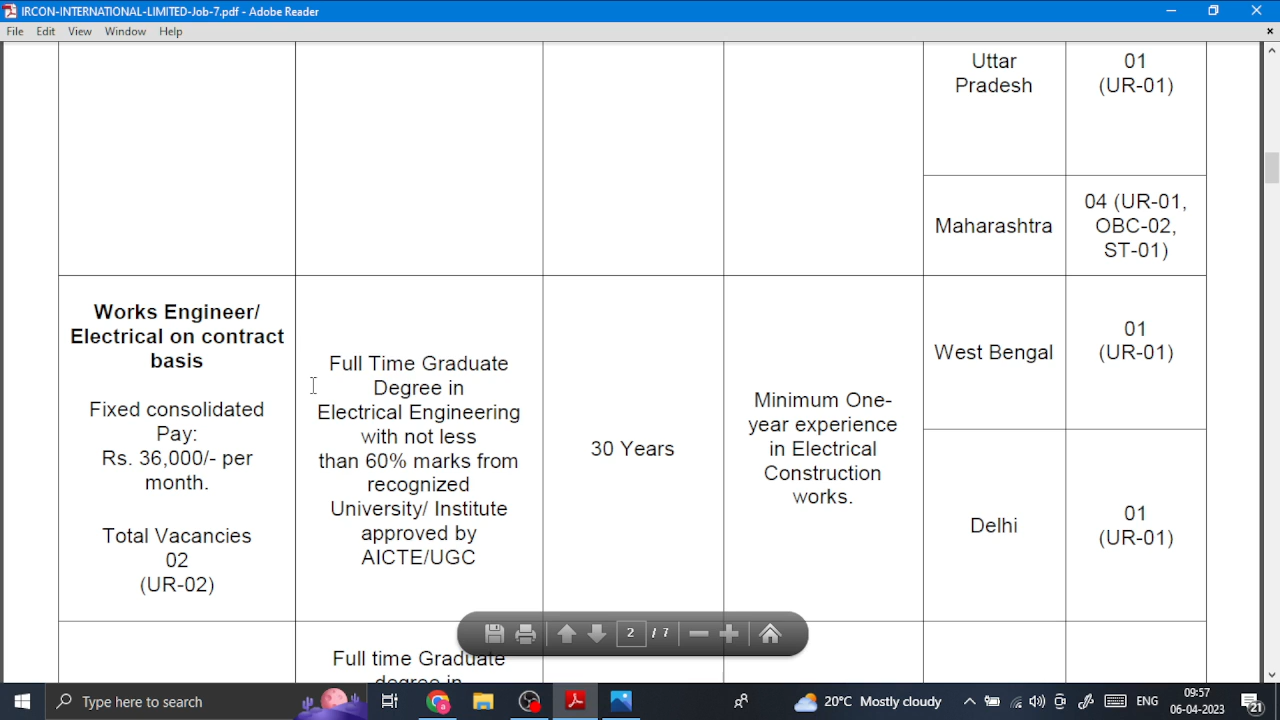 IRCON-INTERNATIONAL-LIMITED-Job-7.pdf - Adobe Reader
File Edit View Window Help
Uttar
Pradesh
01
(UR-01)
Maharashtra
04 (UR-01,
OBC-02,
ST-01)
Works Engineer/
Electrical on contract
basis
Fixed consolidated
Pay:
Rs. 36,000/- per
month.
Total Vacancies
02
(UR-02)
Full Time Graduate
Degree in
Electrical Engineering
with not less
than 60% marks from
recognized
University/ Institute
approved by
AICTE/UGC
30 Years
Minimum One-
year experience
in Electrical
Construction
works.
West Bengal
01
(UR-01)
Delhi
01
(UR-01)
2 / 7
Full time Graduate
degree in
Type here to search
20°C Mostly cloudy
ENG
09:57
06-04-2023
21